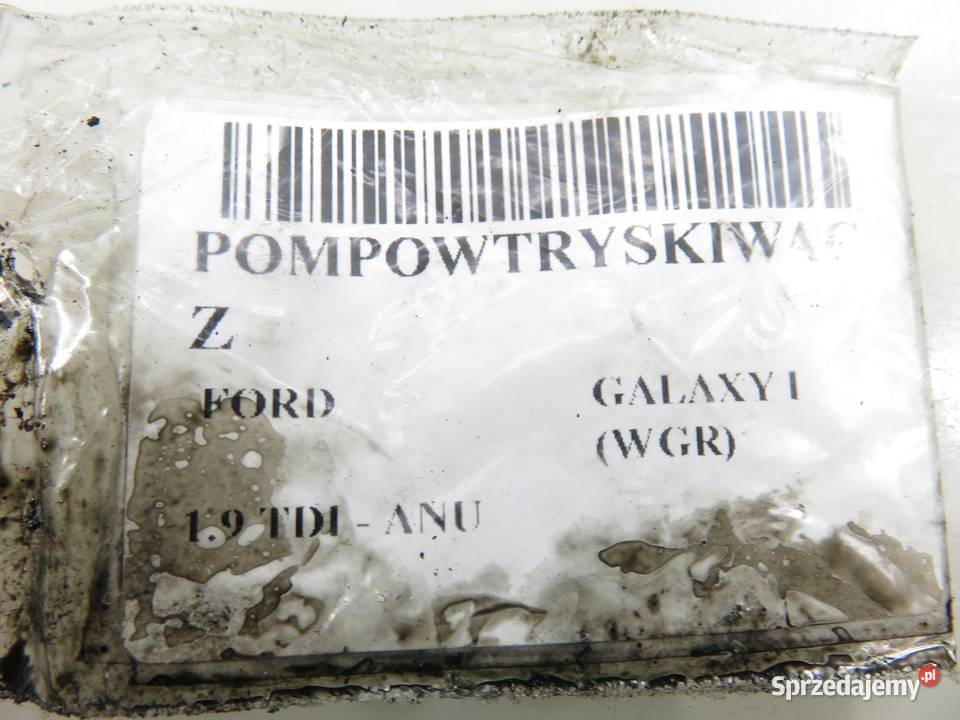 POMPOWTRYSKIWAC
Z
FORD
GALAXY I
(WGR)
1.9 TDI - ANU
Sprzedajemy.pl